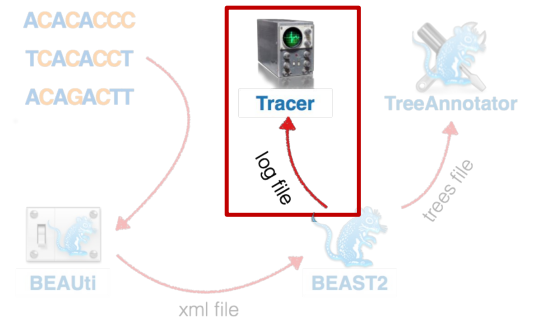 ACACACCC
TCACACCT
ACAGACTT
Tracer
TreeAnnotator
log file
trees file
BEAUti
BEAST2
xml file